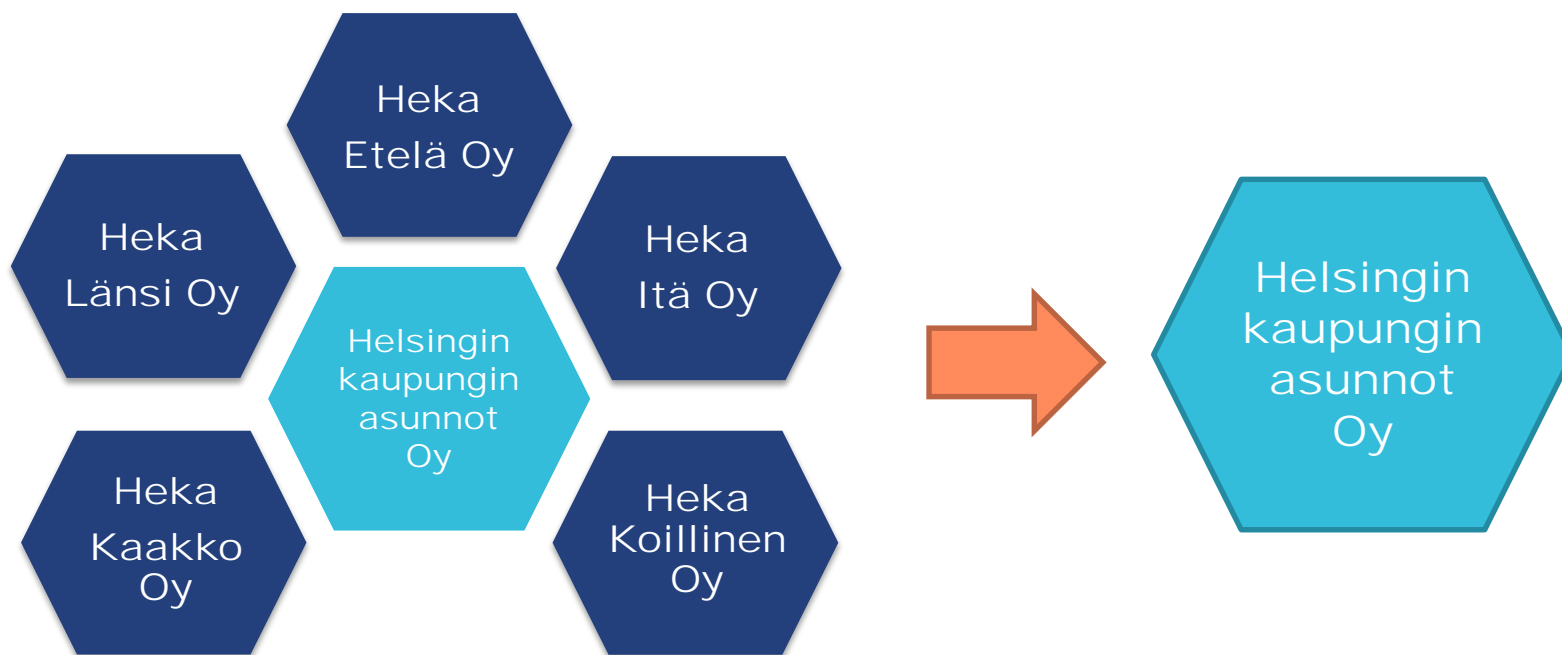 Heka
Etelä Oy
Heka
Länsi Oy
Heka
Itä Oy
Helsingin
kaupungin
asunnot
Oy
Heka
Kaakko
Oy
Heka
Koillinen
Oy
Helsingin
kaupungin
asunnot
Oy